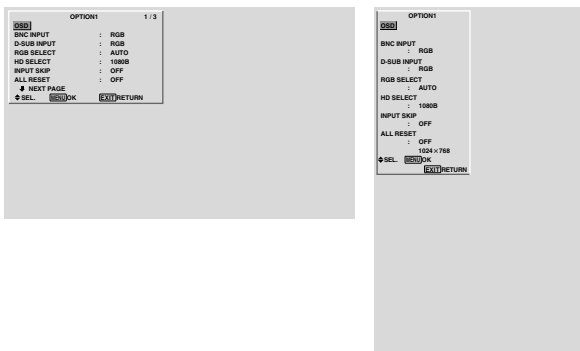 OPTION1 1 / 3
OSD
BNC INPUT : RGB
D-SUB INPUT : RGB
RGB SELECT : AUTO
HD SELECT : 1080B
INPUT SKIP : OFF
ALL RESET : OFF
NEXT PAGE
SEL. MENU OK EXIT RETURN
OPTION1
OSD
BNC INPUT
: RGB
D-SUB INPUT
: RGB
RGB SELECT
: AUTO
HD SELECT
: 1080B
INPUT SKIP
: OFF
ALL RESET
: OFF
1024×768
SEL. MENU OK
EXIT RETURN